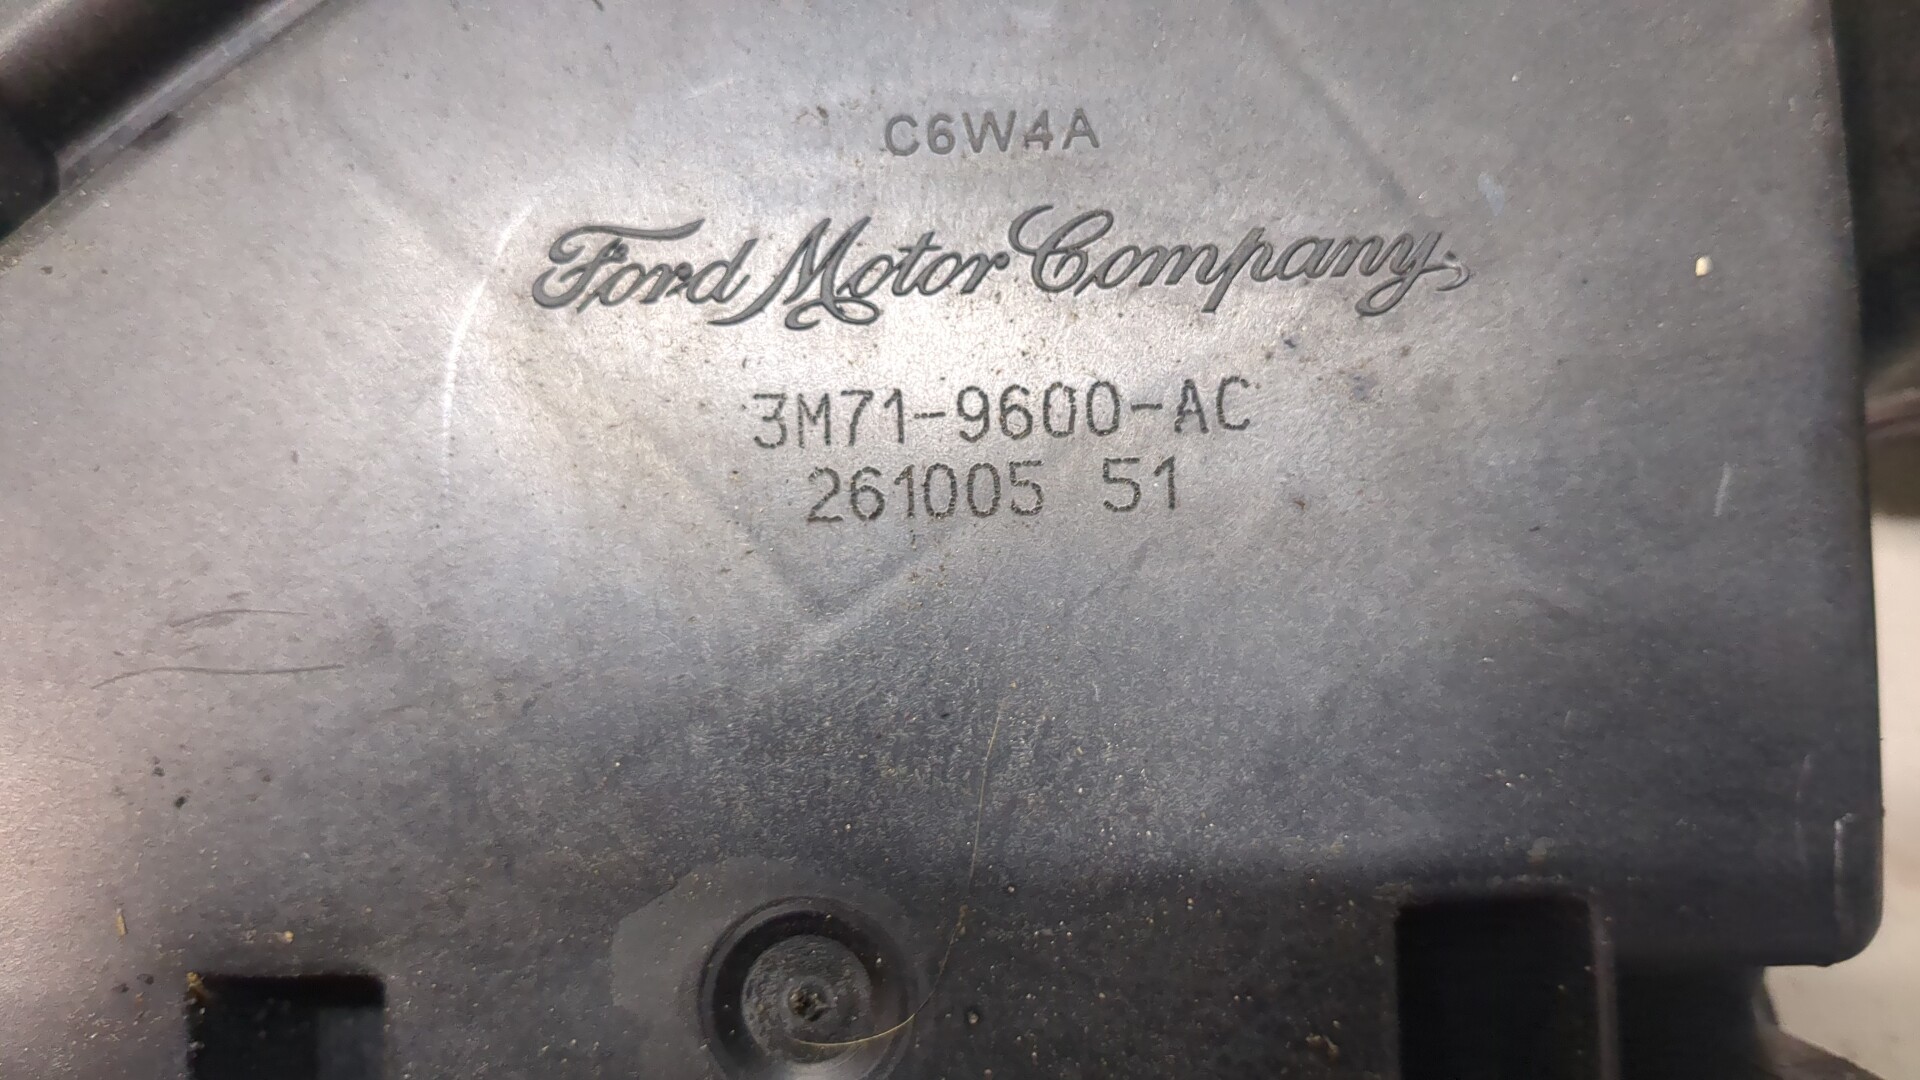 C6W4A
Ford Motor Company
3M71-9600-AC
261005 51